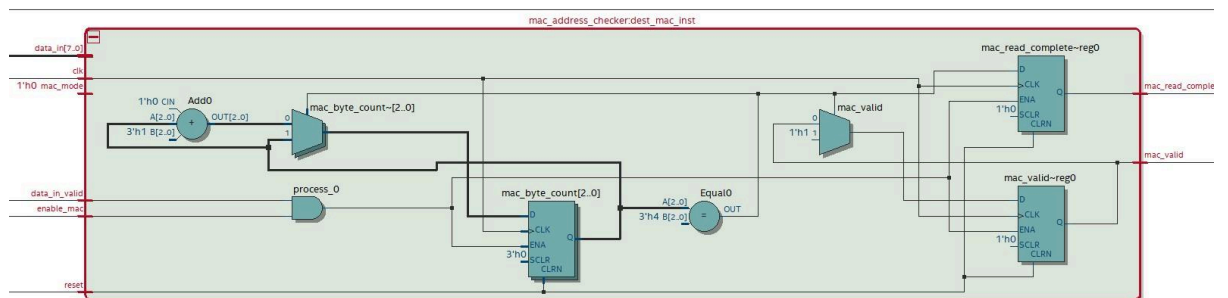 mac_address_checker:dest_mac_inst
data_in[7..0]
clk
1'h0 mac_mode
1'h0 CIN
Add0
A[2..0]
OUT[2..0]
3'h1 B[2..0]
+
mac_byte_count~[2..0]
0
1
mac_valid
0
1'h1 1
mac_read_complete~reg0
D
CLK
ENA
Q
1'h0
SCLR
CLRN
mac_read_comple
data_in_valid
enable_mac
process_0
mac_byte_count[2..0]
D
CLK
Q
ENA
3'h0
SCLR
CLRN
Equal0
A[2..0]
OUT
3'h4 B[2..0]
=
mac_valid
mac_valid~reg0
D
CLK
Q
ENA
1'h0
SCLR
CLRN
reset